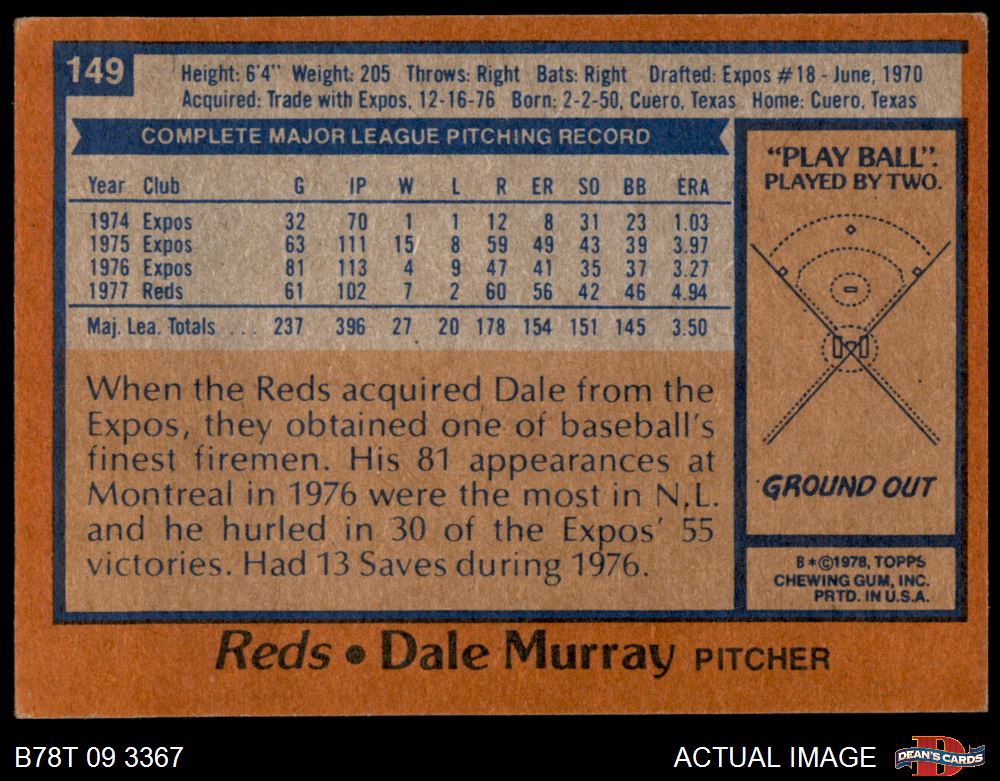 149
Height: 6'4" Weight: 205 Throws: Right Bats: Right Drafted: Expos #18 - June, 1970
Acquired: Trade with Expos, 12-16-76 Born: 2-2-50, Cuero, Texas Home: Cuero, Texas
COMPLETE MAJOR LEAGUE PITCHING RECORD
Year Club G IP W L R ER SO BB ERA
1974 Expos 32 70 1 1 12 8 31 23 1.03
1975 Expos 63 111 15 8 59 49 43 39 3.97
1976 Expos 81 113 4 9 47 41 35 37 3.27
1977 Reds 61 102 7 2 60 56 42 46 4.94
Maj. Lea. Totals ... 237 396 27 20 178 154 151 145 3.50
When the Reds acquired Dale from the
Expos, they obtained one of baseball's
finest firemen. His 81 appearances at
Montreal in 1976 were the most in N.L.
and he hurled in 30 of the Expos' 55
victories. Had 13 Saves during 1976.
"PLAY BALL".
PLAYED BY TWO.
GROUND OUT
B*©1978, TOPPS
CHEWING GUM, INC.
PRTD. IN U.S.A.
Reds • Dale Murray PITCHER
B78T 09 3367
ACTUAL IMAGE
D
DEAN'S CARDS